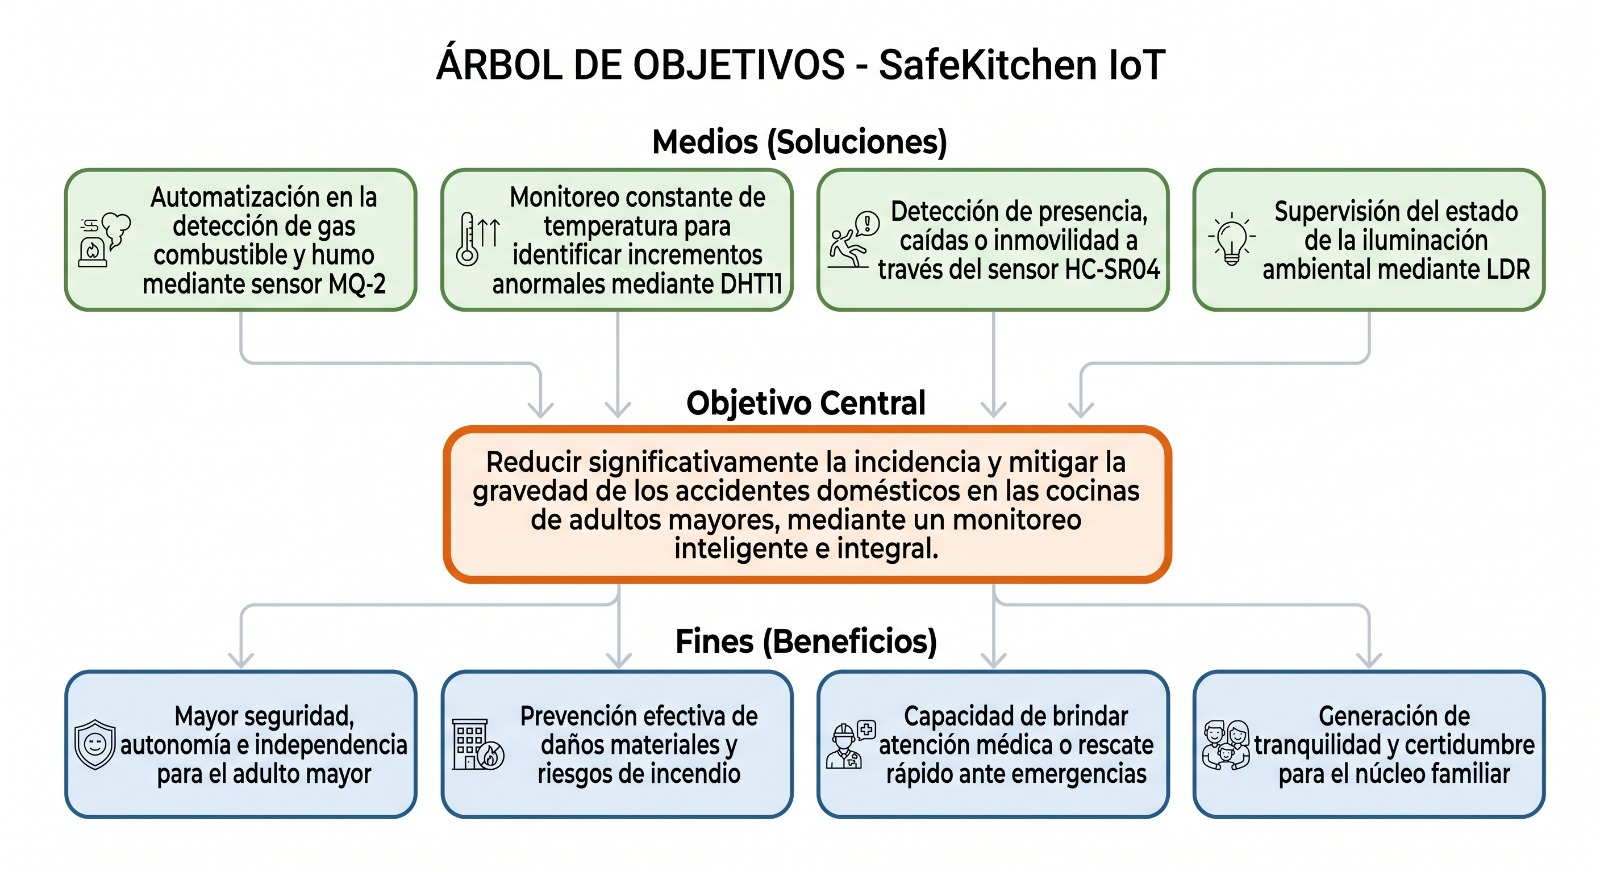 ÁRBOL DE OBJETIVOS - SafeKitchen IoT
Medios (Soluciones)
Automatización en la
detección de gas
combustible y humo
mediante sensor MQ-2
Monitoreo constante de
temperatura para
identificar incrementos
anormales mediante DHT11
Detección de presencia,
caídas o inmovilidad a
través del sensor HC-SR04
Supervisión del estado
de la iluminación
ambiental mediante LDR
Objetivo Central
Reducir significativamente la incidencia y mitigar la
gravedad de los accidentes domésticos en las cocinas
de adultos mayores, mediante un monitoreo
inteligente e integral.
Fines (Beneficios)
Mayor seguridad,
autonomía e independencia
para el adulto mayor
Prevención efectiva de
daños materiales y
riesgos de incendio
Capacidad de brindar
atención médica o rescate
rápido ante emergencias
Generación de
tranquilidad y certidumbre
para el núcleo familiar